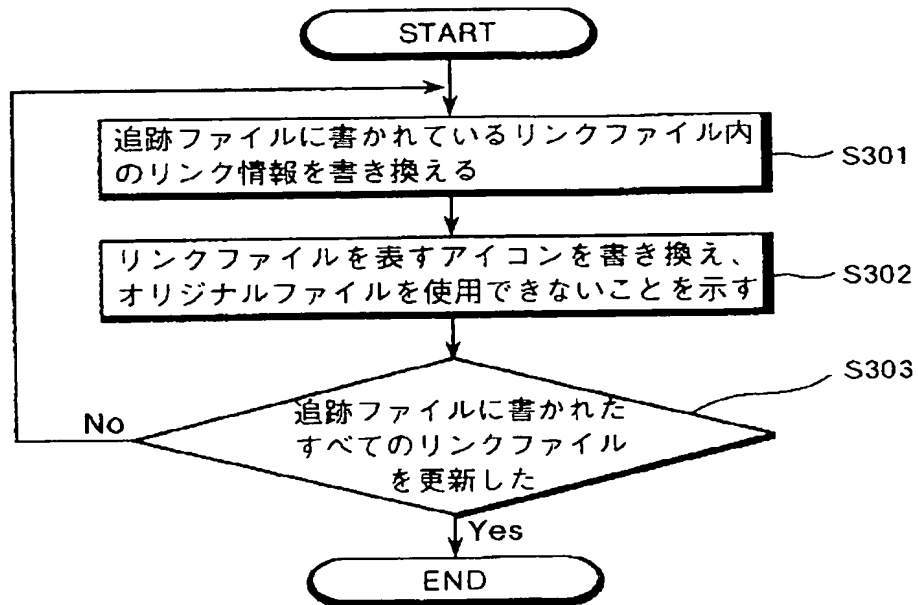 START
追跡ファイルに書かれているリンクファイル内
のリンク情報を書き換える
S301
リンクファイルを表すアイコンを書き換え、
オリジナルファイルを使用できないことを示す
S302
S303
追跡ファイルに書かれた
すべてのリンクファイル
を更新した
No
Yes
END